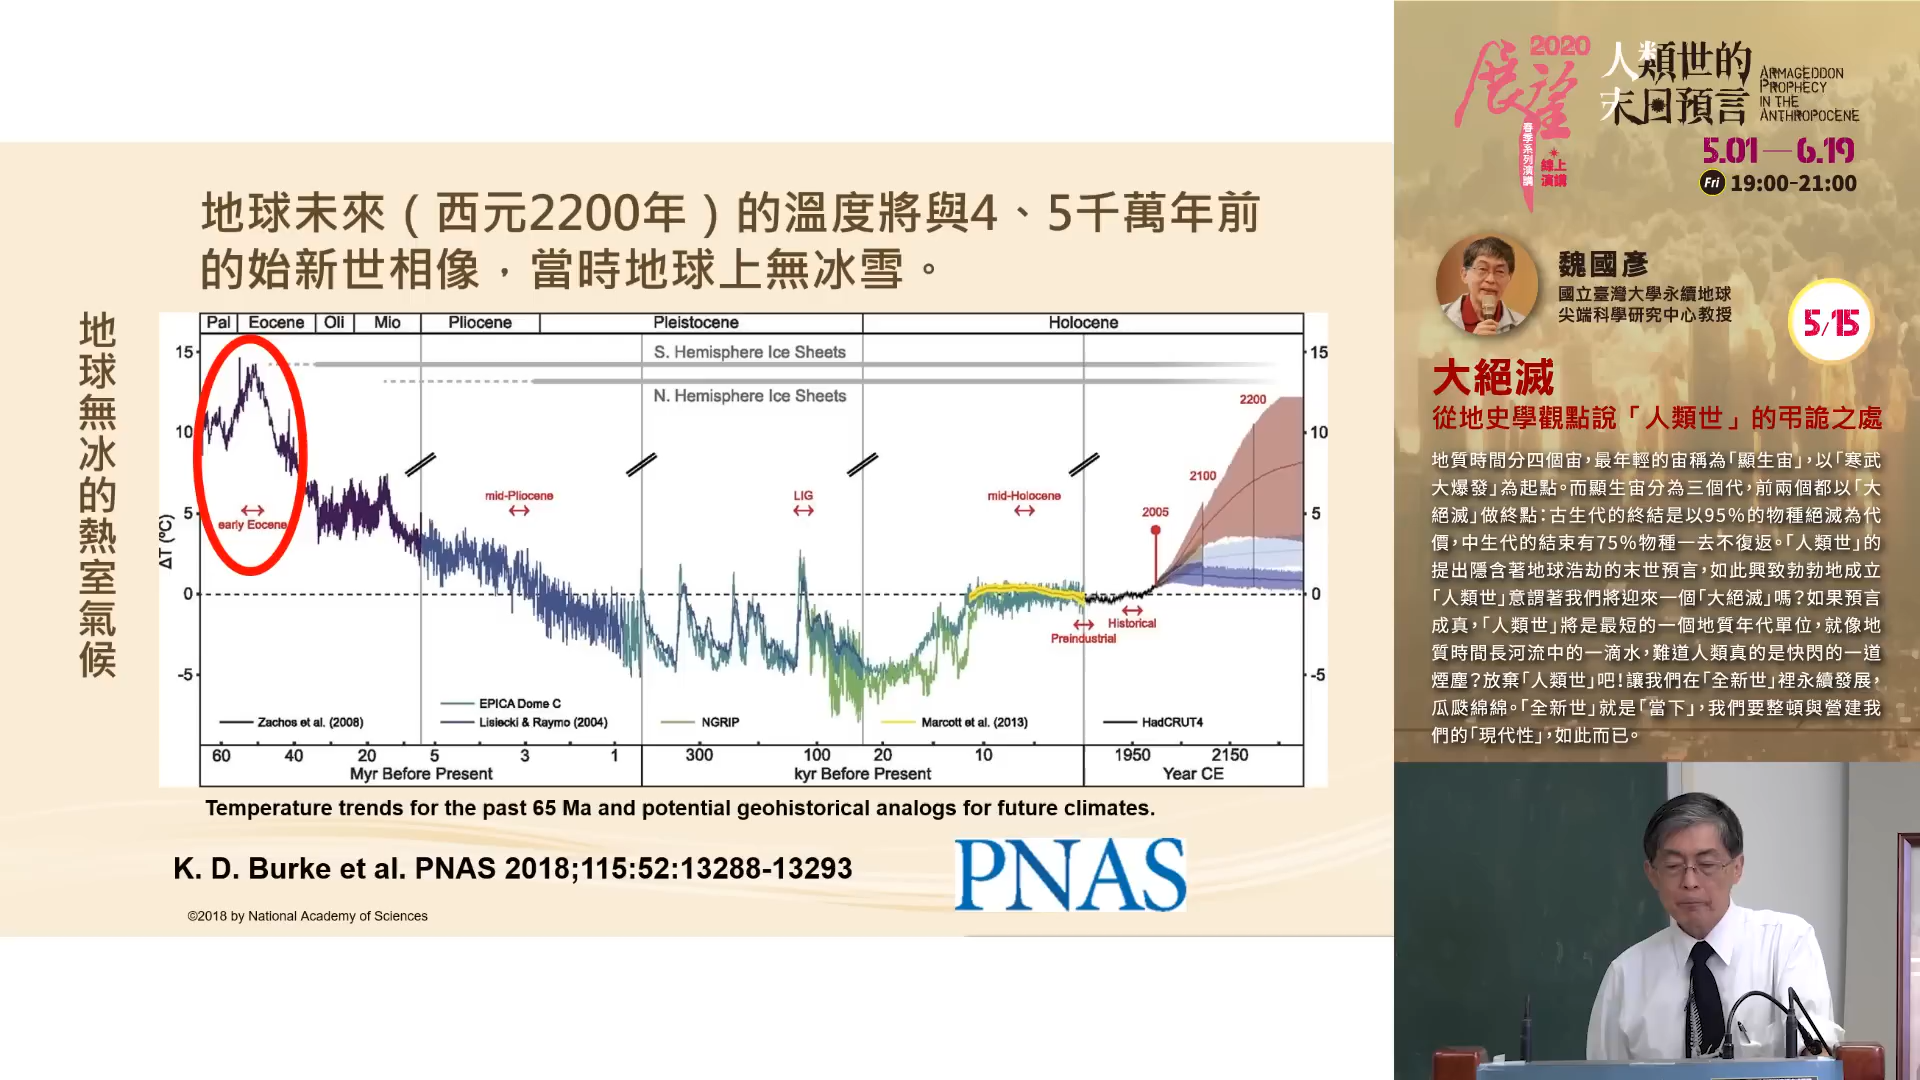 地球未來（西元2200年）的溫度將與4、5千萬年前
的始新世相像，當時地球上無冰雪。
地球無冰的熱室氣候
Pal
Eocene
Oli
Mio
Pliocene
Pleistocene
Holocene
S. Hemisphere Ice Sheets
N. Hemisphere Ice Sheets
15
10
5
0
-5
ΔT (ºC)
15
10
5
0
-5
early Eocene
mid-Pliocene
LIG
mid-Holocene
2005
2100
2200
Historical
Preindustrial
EPICA Dome C
Zachos et al. (2008)
Lisiecki & Raymo (2004)
NGRIP
Marcott et al. (2013)
HadCRUT4
60 40 20 5 3 1 300 100 20 10 1950 2150
Myr Before Present
kyr Before Present
Year CE
Temperature trends for the past 65 Ma and potential geohistorical analogs for future climates.
K. D. Burke et al. PNAS 2018;115:52:13288-13293
PNAS
©2018 by National Academy of Sciences
2020
展望
春季系列演講
線上
演講
人類世的
末日預言
ARMAGEDDON
PROPHECY
IN THE
ANTHROPOCENE
5.01—6.19
Fri 19:00-21:00
魏國彥
國立臺灣大學永續地球
尖端科學研究中心教授
5/15
大絕滅
從地史學觀點說「人類世」的弔詭之處
地質時間分四個宙，最年輕的宙稱為「顯生宙」，以「寒武
大爆發」為起點。而顯生宙分為三個代，前兩個都以「大
絕滅」做終點：古生代的終結是以95%的物種絕滅為代
價，中生代的結束有75%物種一去不復返。「人類世」的
提出隱含著地球浩劫的末世預言，如此興致勃勃地成立
「人類世」意謂著我們將迎來一個「大絕滅」嗎？如果預言
成真，「人類世」將是最短的一個地質年代單位，就像地
質時間長河流中的一滴水，難道人類真的是快閃的一道
煙塵？放棄「人類世」吧！讓我們在「全新世」裡永續發展，
瓜瓞綿綿。「全新世」就是「當下」，我們要整頓與營建我
們的「現代性」，如此而已。